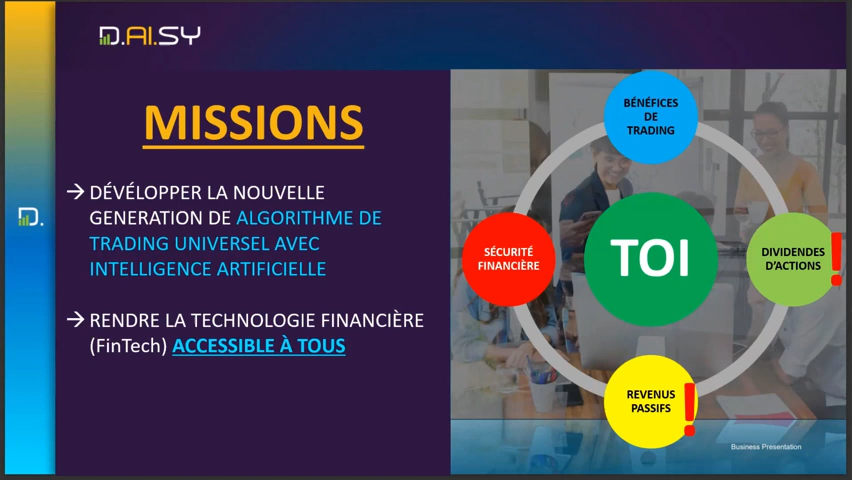 D.AI.SY
MISSIONS
→ DÉVÉLOPPER LA NOUVELLE
GENERATION DE ALGORITHME DE
TRADING UNIVERSEL AVEC
INTELLIGENCE ARTIFICIELLE
→ RENDRE LA TECHNOLOGIE FINANCIÈRE
(FinTech) ACCESSIBLE À TOUS
D.
BÉNÉFICES
DE
TRADING
SÉCURITÉ
FINANCIÈRE
TOI
DIVIDENDES
D'ACTIONS
!
REVENUS
PASSIFS
!
Business Presentation